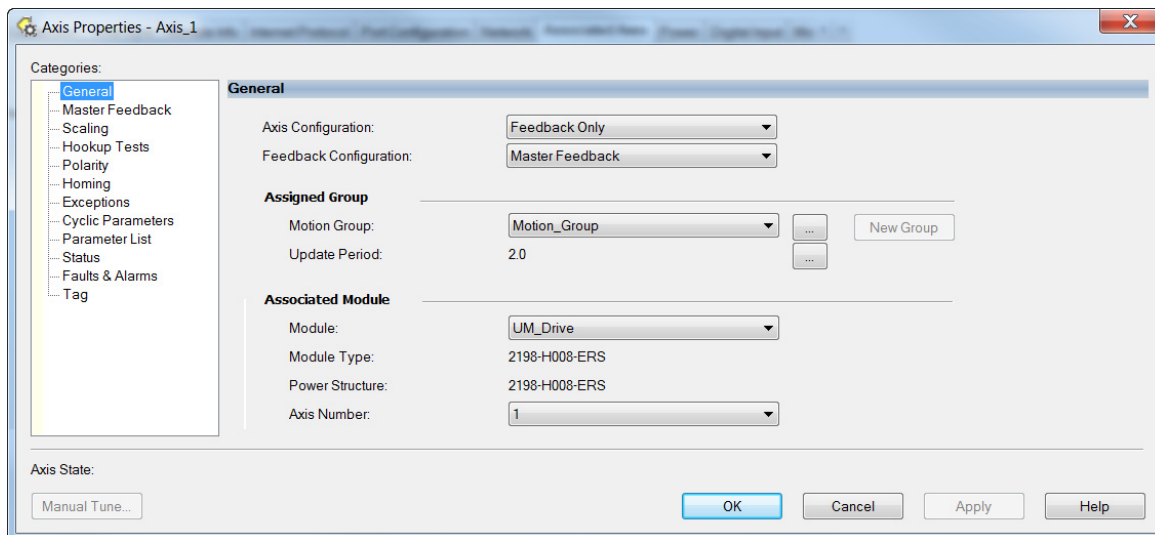 Axis Properties - Axis_1
Categories:
General
Master Feedback
Scaling
Hookup Tests
Polarity
Homing
Exceptions
Cyclic Parameters
Parameter List
Status
Faults & Alarms
Tag
General
Axis Configuration: Feedback Only
Feedback Configuration: Master Feedback
Assigned Group
Motion Group: Motion_Group ... New Group
Update Period: 2.0 ...
Associated Module
Module: UM_Drive
Module Type: 2198-H008-ERS
Power Structure: 2198-H008-ERS
Axis Number: 1
Axis State:
Manual Tune... OK Cancel Apply Help